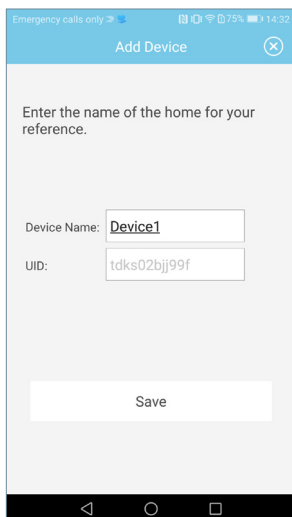 Emergency calls only 75% 14:32
Add Device
Enter the name of the home for your
reference.
Device Name: Device1
UID: tdks02bjj99f
Save